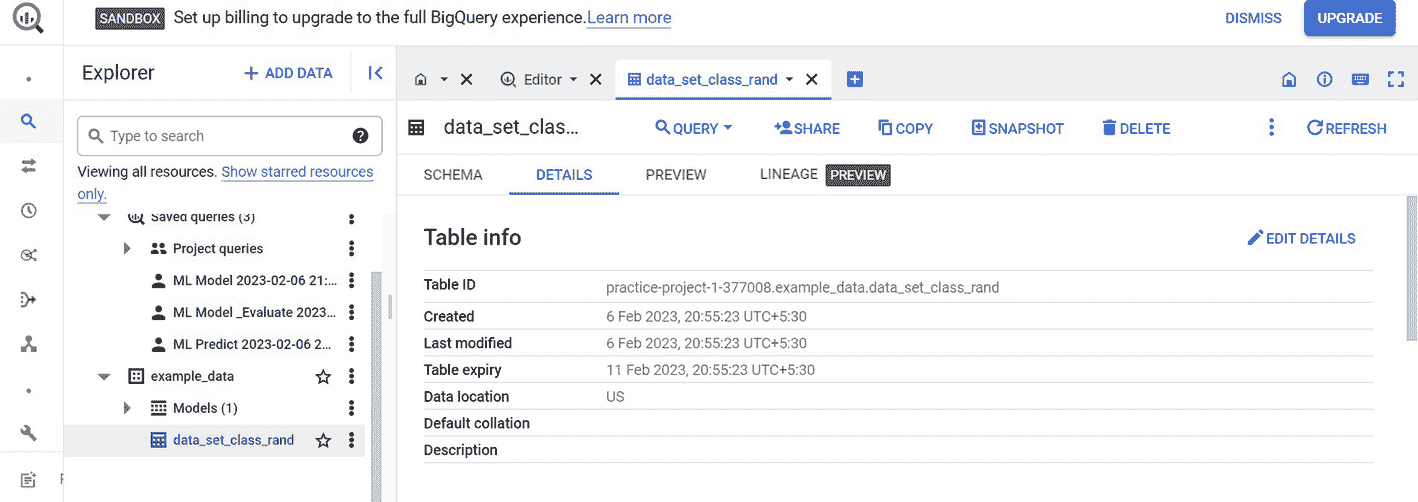 SANDBOX Set up billing to upgrade to the full BigQuery experience. Learn more DISMISS UPGRADE
Explorer + ADD DATA
Editor data_set_class_rand
Type to search
Viewing all resources. Show starred resources
only.
Saved queries (3)
Project queries
ML Model 2023-02-06 21:...
ML Model _Evaluate 2023...
ML Predict 2023-02-06 2...
example_data
Models (1)
data_set_class_rand
data_set_clas... QUERY SHARE COPY SNAPSHOT DELETE REFRESH
SCHEMA DETAILS PREVIEW LINEAGE PREVIEW
Table info EDIT DETAILS
Table ID practice-project-1-377008.example_data.data_set_class_rand
Created 6 Feb 2023, 20:55:23 UTC+5:30
Last modified 6 Feb 2023, 20:55:23 UTC+5:30
Table expiry 11 Feb 2023, 20:55:23 UTC+5:30
Data location US
Default collation
Description